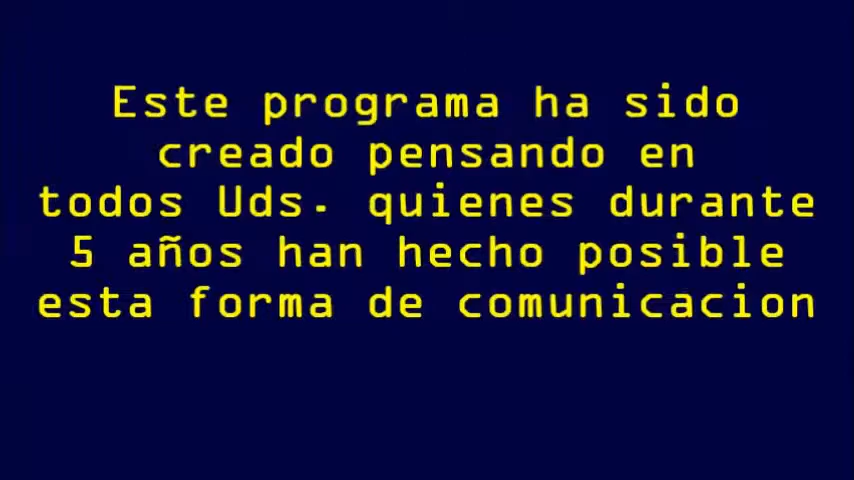 Este programa ha sido
creado pensando en
todos Uds. quienes durante
5 años han hecho posible
esta forma de comunicacion